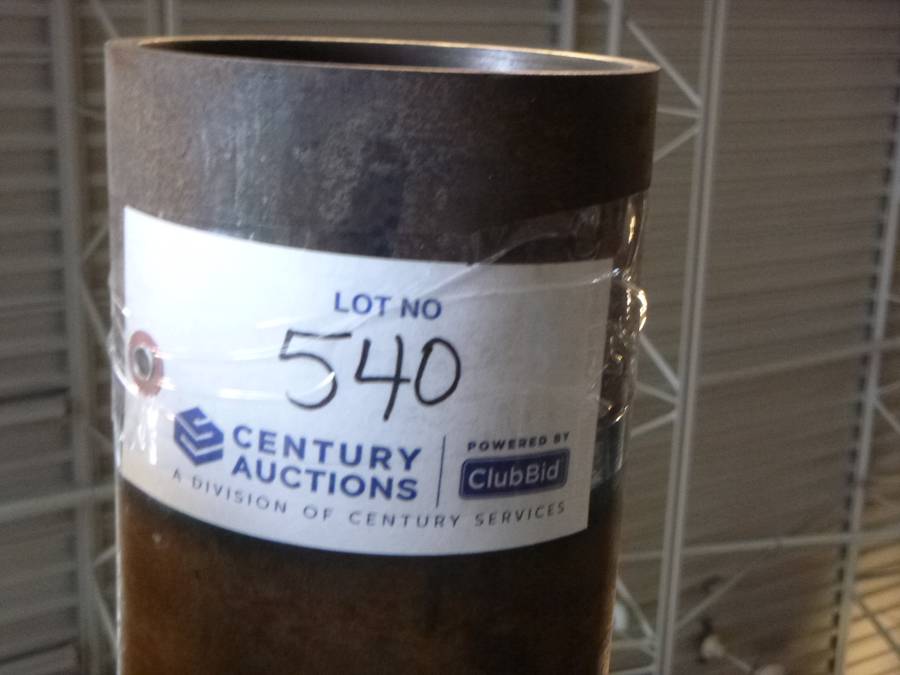 LOT NO
540
CENTURY
AUCTIONS
POWERED BY
ClubBid
A DIVISION OF CENTURY SERVICES